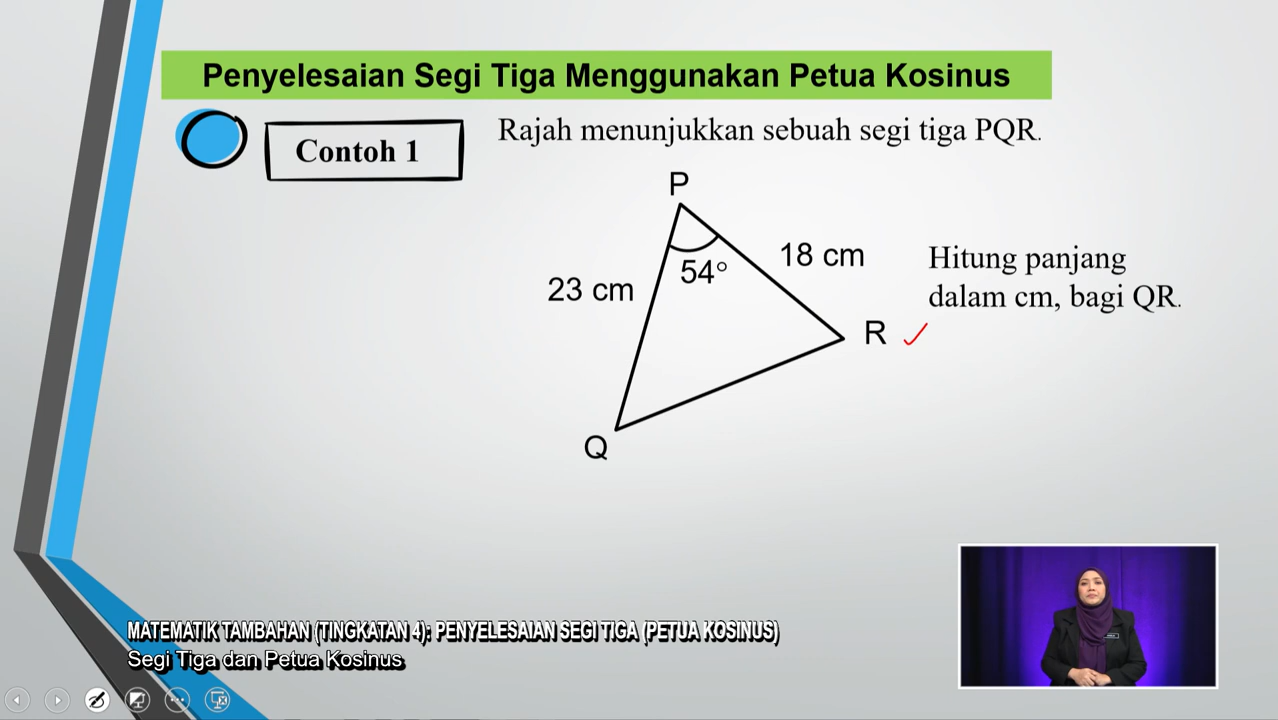 Penyelesaian Segi Tiga Menggunakan Petua Kosinus
Contoh 1
Rajah menunjukkan sebuah segi tiga PQR.
P
54°
18 cm
23 cm
Hitung panjang
dalam cm, bagi QR.
R
Q
MATEMATIK TAMBAHAN (TINGKATAN 4): PENYELESAIAN SEGI TIGA (PETUA KOSINUS)
Segi Tiga dan Petua Kosinus